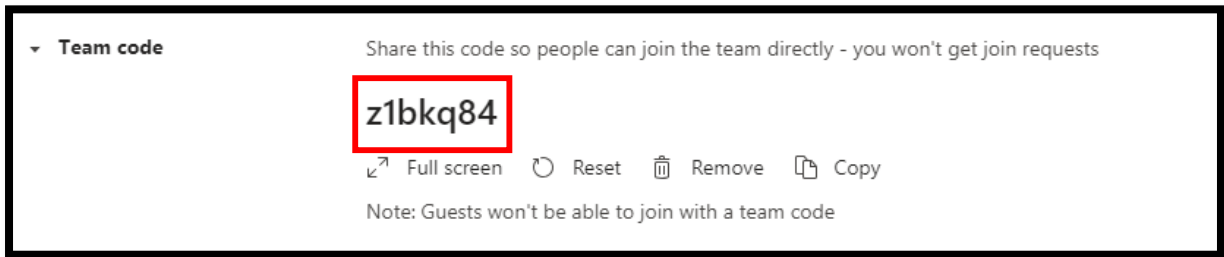 Team code
Share this code so people can join the team directly - you won't get join requests
z1bkq84
Full screen Reset Remove Copy
Note: Guests won't be able to join with a team code